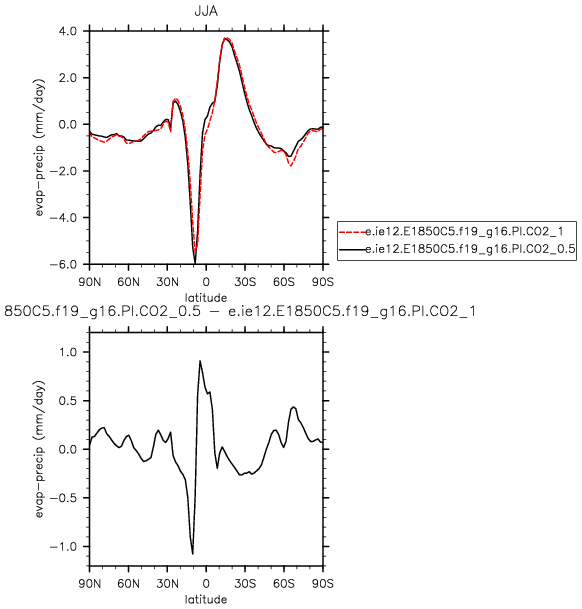 JJA
evap-precip (mm/day)
4.0
2.0
0.0
-2.0
-4.0
-6.0
90N 60N 30N 0 30S 60S 90S
latitude
e.ie12.E1850C5.f19_g16.PI.CO2_1
e.ie12.E1850C5.f19_g16.PI.CO2_0.5
850C5.f19_g16.PI.CO2_0.5 - e.ie12.E1850C5.f19_g16.PI.CO2_1
evap-precip (mm/day)
1.0
0.5
0.0
-0.5
-1.0
90N 60N 30N 0 30S 60S 90S
latitude